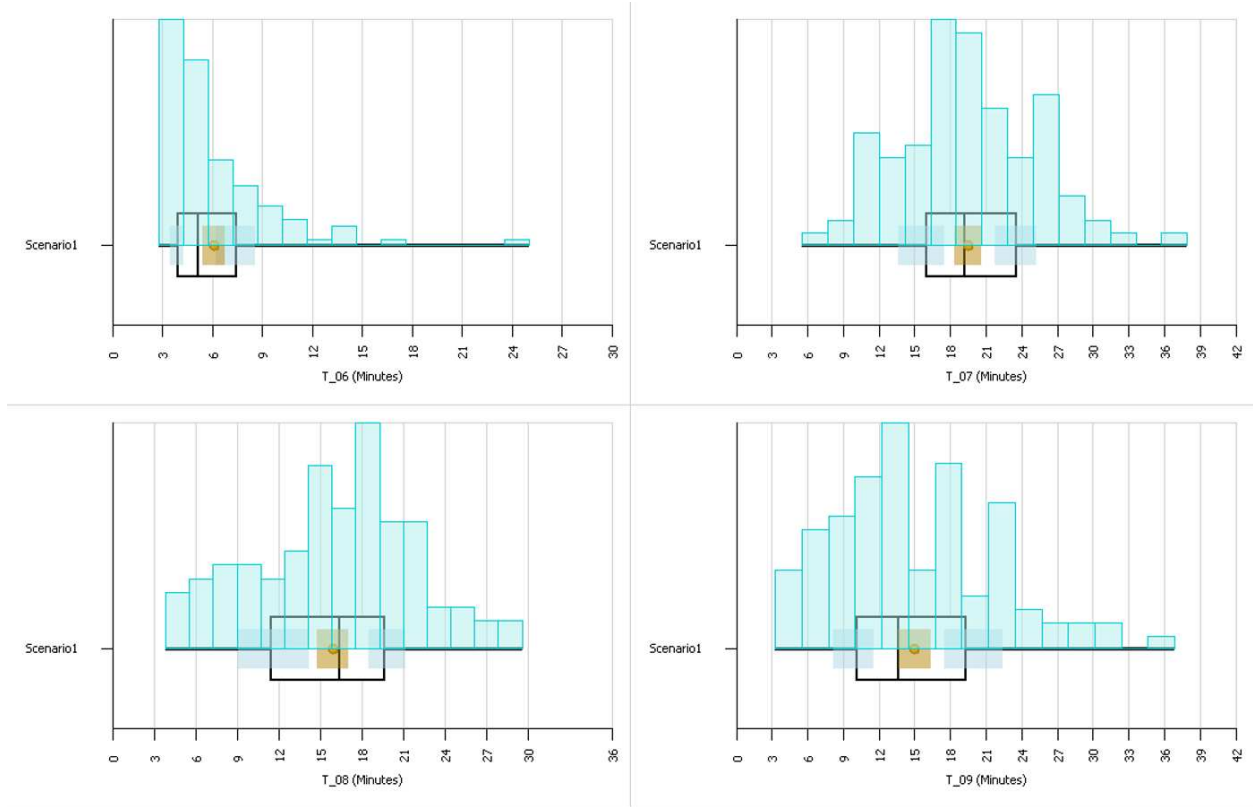 Scenario1
0 3 6 9 12 15 18 21 24 27 30
T_06 (Minutes)
Scenario1
0 3 6 9 12 15 18 21 24 27 30 33 36 39 42
T_07 (Minutes)
Scenario1
0 3 6 9 12 15 18 21 24 27 30 36
T_08 (Minutes)
Scenario1
0 3 6 9 12 15 18 21 24 27 30 33 36 39 42
T_09 (Minutes)